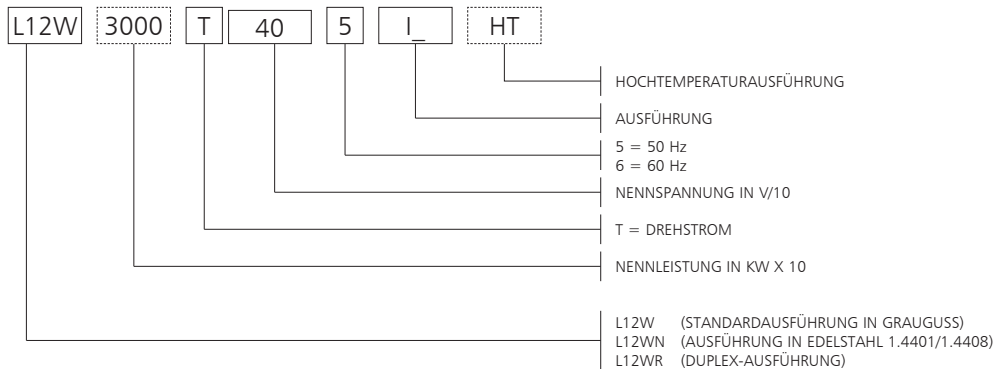 L12W 3000 T 40 5 I_ HT
HOCHTEMPERATURAUSFÜHRUNG
AUSFÜHRUNG
5 = 50 Hz
6 = 60 Hz
NENNSPANNUNG IN V/10
T = DREHSTROM
NENNLEISTUNG IN KW X 10
L12W (STANDARDAUSFÜHRUNG IN GRAUGUSS)
L12WN (AUSFÜHRUNG IN EDELSTAHL 1.4401/1.4408)
L12WR (DUPLEX-AUSFÜHRUNG)